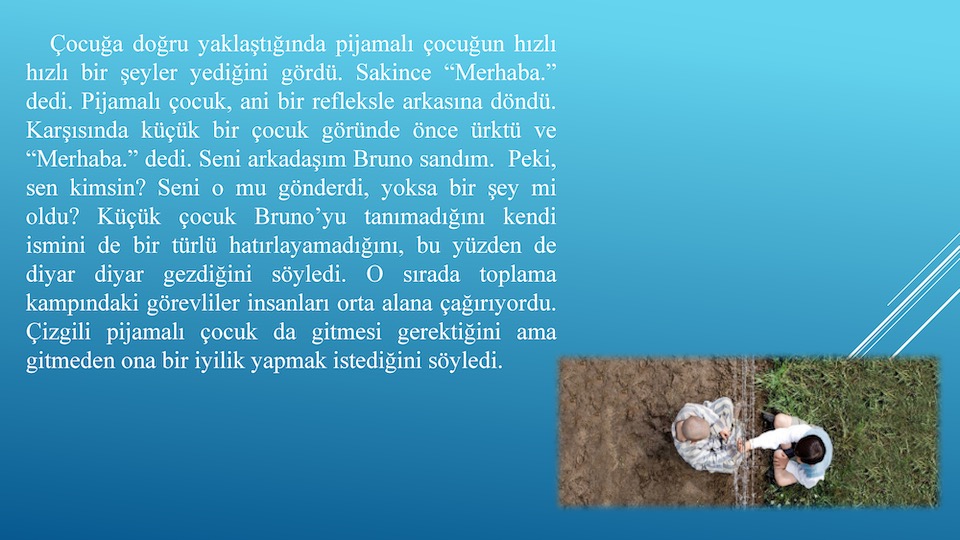 Çocuğa doğru yaklaştığında pijamalı çocuğun hızlı
hızlı bir şeyler yediğini gördü. Sakince “Merhaba.”
dedi. Pijamalı çocuk, ani bir refleksle arkasına döndü.
Karşısında küçük bir çocuk göründe önce ürktü ve
“Merhaba.” dedi. Seni arkadaşım Bruno sandım. Peki,
sen kimsin? Seni o mu gönderdi, yoksa bir şey mi
oldu? Küçük çocuk Bruno’yu tanımadığını kendi
ismini de bir türlü hatırlayamadığını, bu yüzden de
diyar diyar gezdiğini söyledi. O sırada toplama
kampındaki görevliler insanları orta alana çağırıyordu.
Çizgili pijamalı çocuk da gitmesi gerektiğini ama
gitmeden ona bir iyilik yapmak istediğini söyledi.